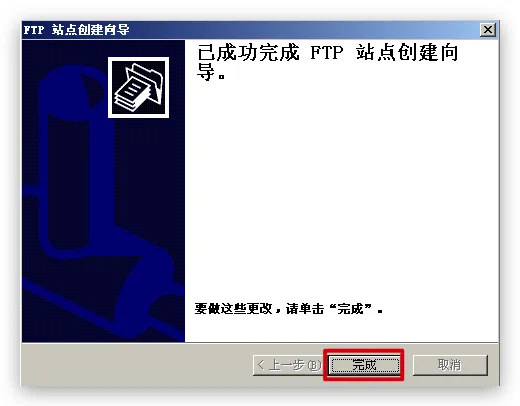 FTP 站点创建向导
已成功完成 FTP 站点创建向
导。
要做这些更改，请单击“完成”。
< 上一步(B)
完成
取消